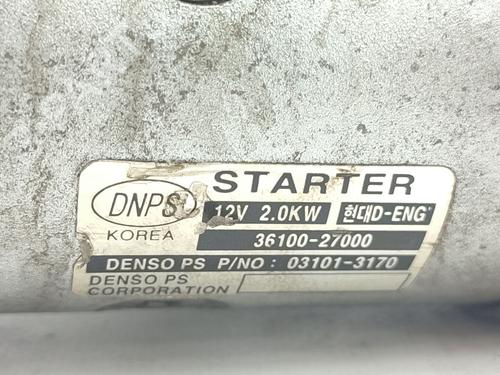 STARTER
DNPS
12V 2.0KW 현대D-ENG'
KOREA
36100-27000
DENSO PS P/NO : 03101-3170
DENSO PS
CORPORATION